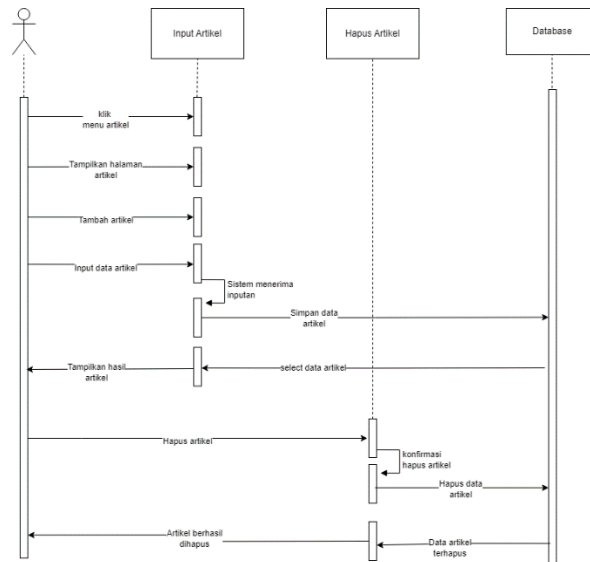 Input Artikel
Hapus Artikel
Database
klik
menu artikel
Tampilkan halaman
artikel
Tambah artikel
Input data artikel
Sistem menerima
inputan
Simpan data
artikel
Tampilkan hasil
artikel
select data artikel
Hapus artikel
konfirmasi
hapus artikel
Hapus data
artikel
Artikel berhasil
dihapus
Data artikel
terhapus